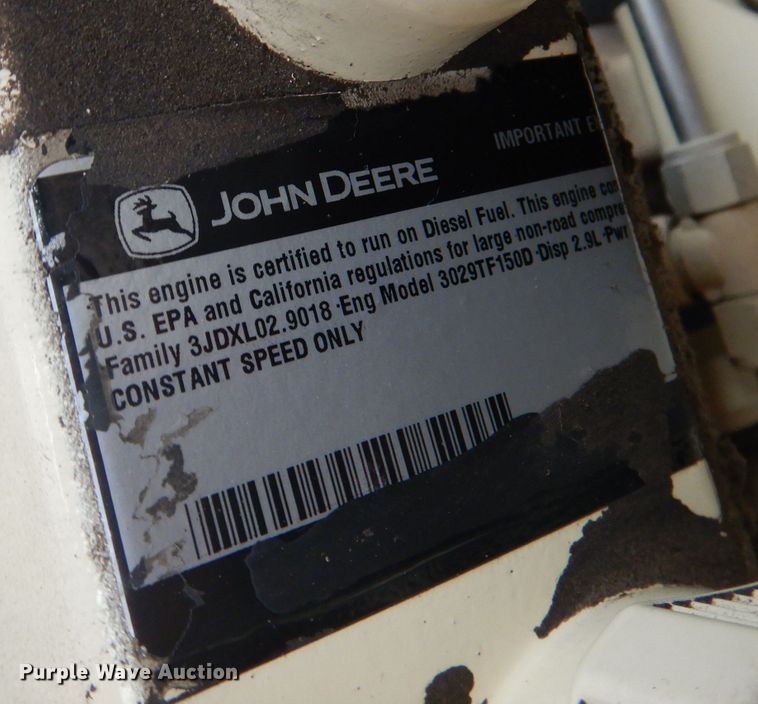 IMPORTANT E
JOHN DEERE
This engine is certified to run on Diesel Fuel. This engine con
U.S. EPA and California regulations for large non-road compre
Family 3JDXL02.9018 ·Eng Model 3029TF150D ·Disp 2.9L ·Pwr
CONSTANT SPEED ONLY
Purple Wave Auction